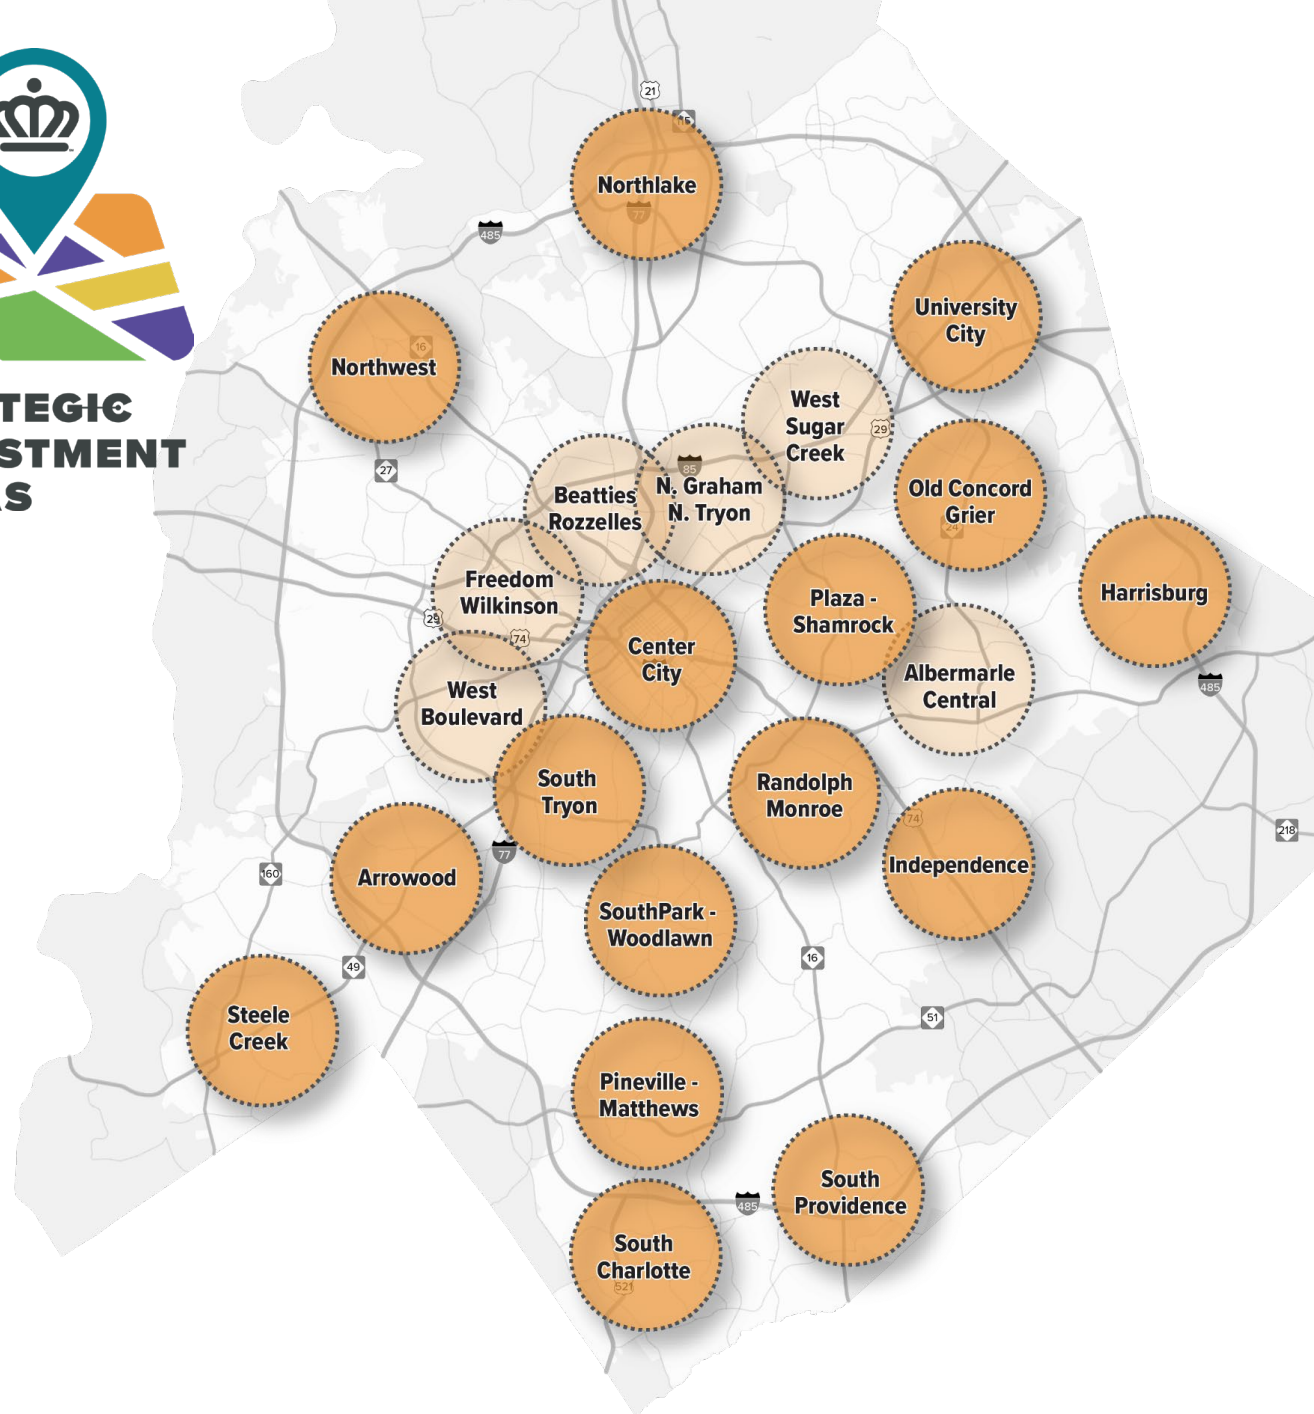 21
115
Northlake
77
485
University
City
16
Northwest
West
Sugar
Creek
29
TEGIC
STMENT
AS
27
85
Beatties
Rozzelles
N. Graham
N. Tryon
Old Concord
Grier
24
Freedom
Wilkinson
29
74
Plaza -
Shamrock
Harrisburg
Center
City
Albermarle
Central
485
West
Boulevard
South
Tryon
Randolph
Monroe
74
218
77
160
Arrowood
Independence
SouthPark -
Woodlawn
49
16
Steele
Creek
51
Pineville -
Matthews
South
Providence
485
South
Charlotte
521